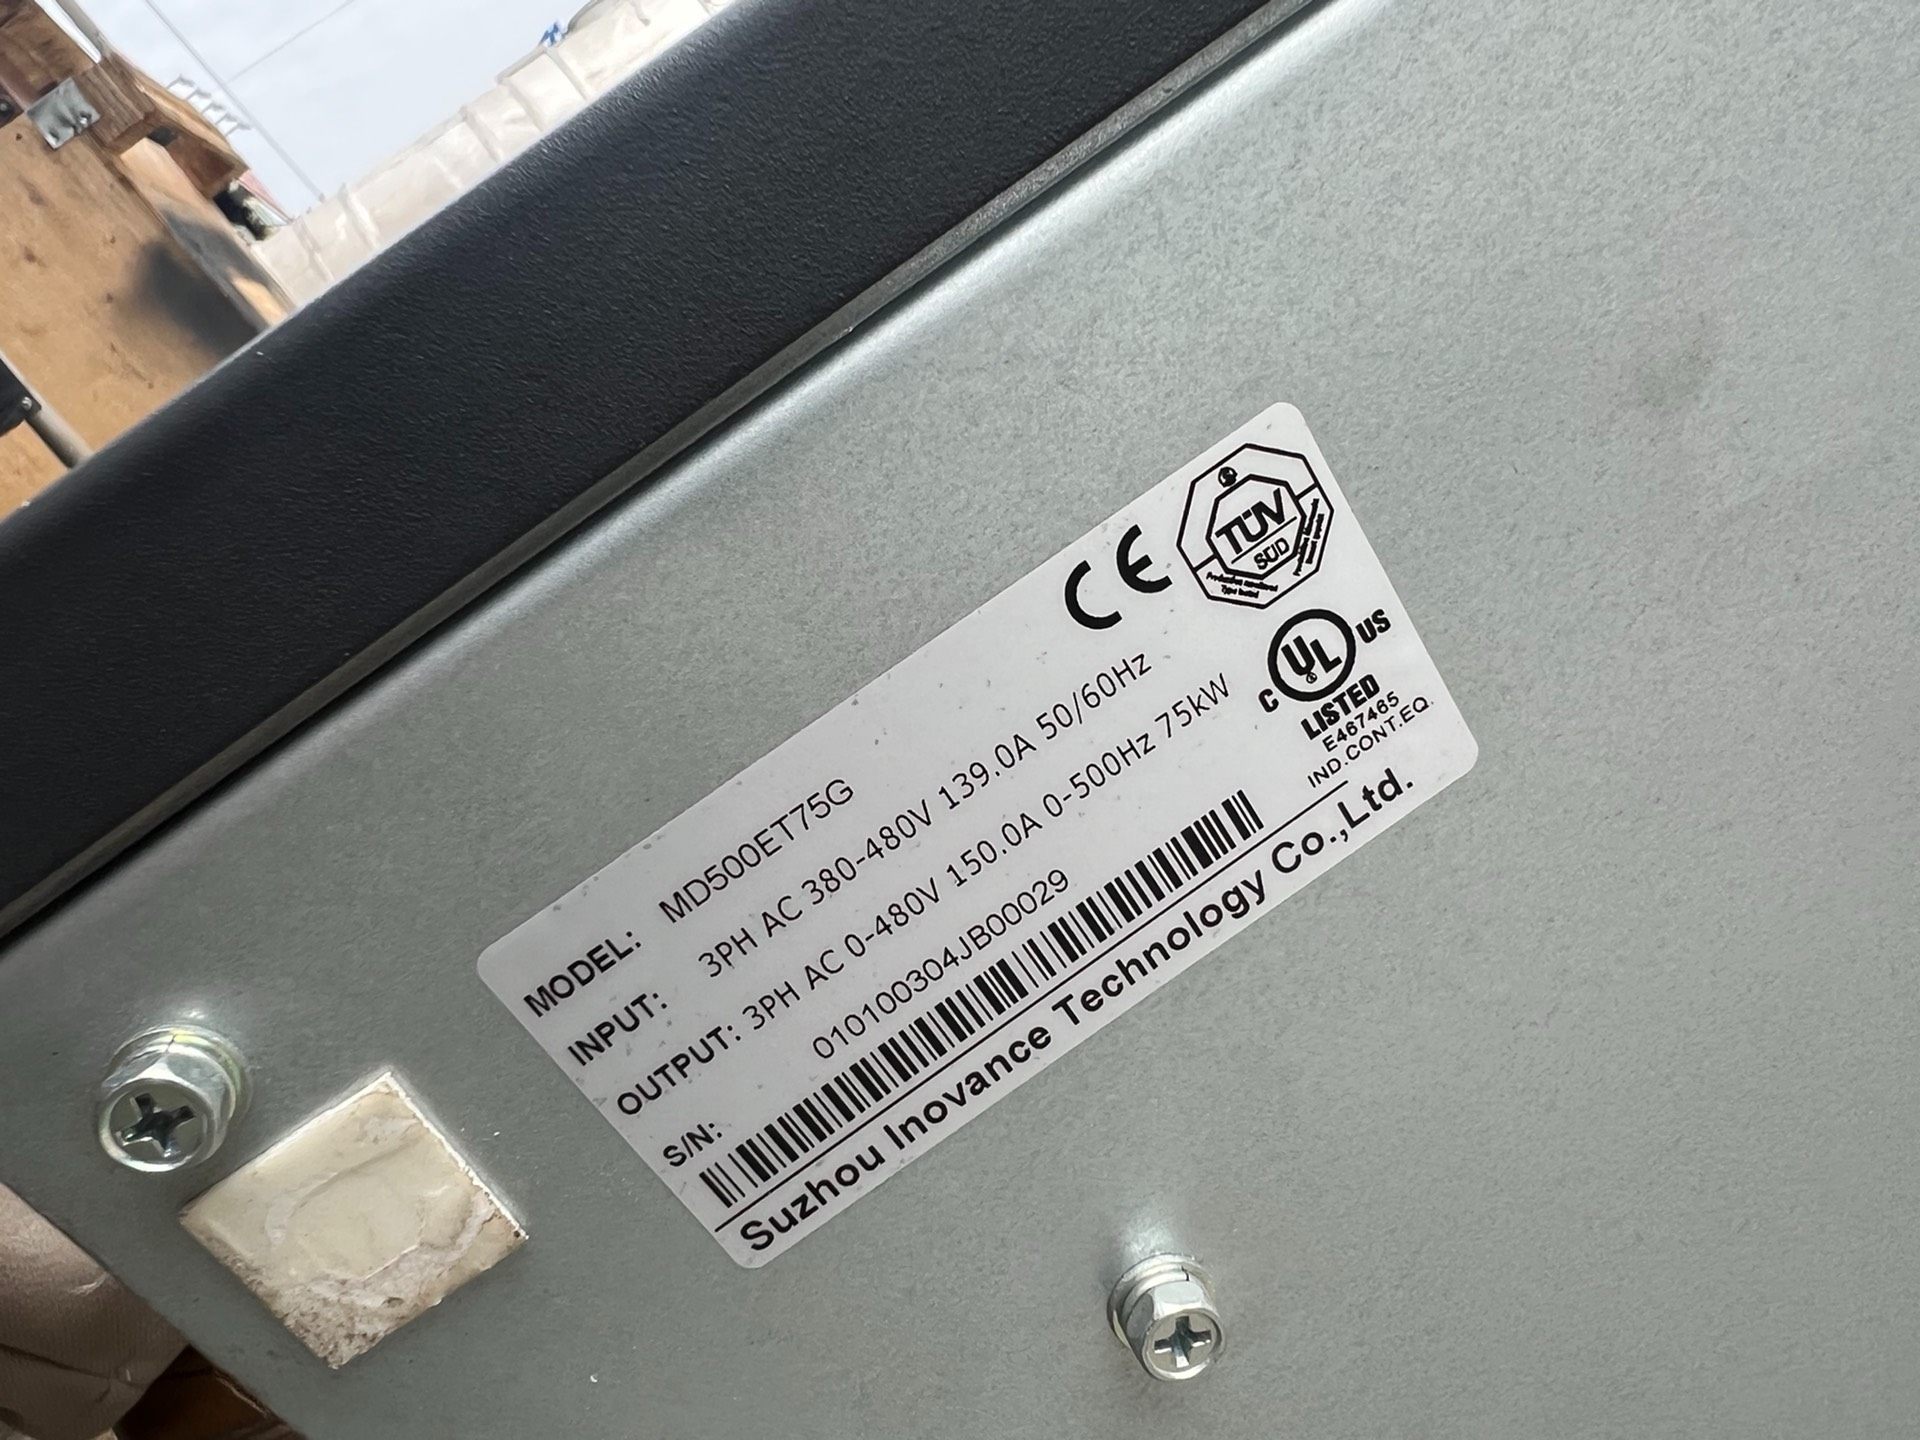 CE
TÜV
SÜD
C UL US
LISTED
E467465
IND.CONT.EQ.
MODEL: MD500ET75G
INPUT: 3PH AC 380-480V 139.0A 50/60Hz
OUTPUT: 3PH AC 0-480V 150.0A 0-500Hz 75kW
S/N: 010100304JB00029
Suzhou Inovance Technology Co.,Ltd.